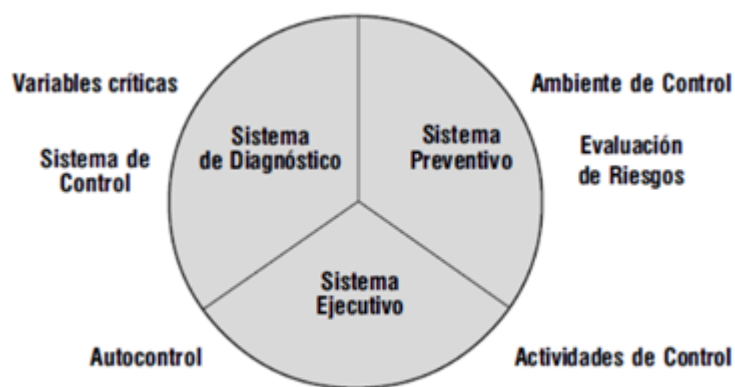 Variables críticas
Ambiente de Control
Sistema
de Diagnóstico
Sistema
Preventivo
Sistema de
Control
Evaluación
de Riesgos
Sistema
Ejecutivo
Autocontrol
Actividades de Control